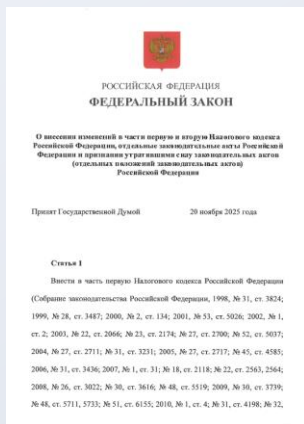 РОССИЙСКАЯ ФЕДЕРАЦИЯ
ФЕДЕРАЛЬНЫЙ ЗАКОН
О внесении изменений в части первую и вторую Налогового кодекса
Российской Федерации, отдельные законодательные акты Российской
Федерации и признании утратившими силу законодательных актов
(отдельных положений законодательных актов)
Российской Федерации
Принят Государственной Думой 20 ноября 2025 года
Статья 1
Внести в часть первую Налогового кодекса Российской Федерации
(Собрание законодательства Российской Федерации, 1998, № 31, ст. 3824;
1999, № 28, ст. 3487; 2000, № 2, ст. 134; 2001, № 53, ст. 5026; 2002, № 1,
ст. 2; 2003, № 22, ст. 2066; № 23, ст. 2174; № 27, ст. 2700; № 52, ст. 5037;
2004, № 27, ст. 2711; № 31, ст. 3231; 2005, № 27, ст. 2717; № 45, ст. 4585;
2006, № 31, ст. 3436; 2007, № 1, ст. 31; № 18, ст. 2118; № 22, ст. 2563, 2564;
2008, № 26, ст. 3022; № 30, ст. 3616; № 48, ст. 5519; 2009, № 30, ст. 3739;
№ 48, ст. 5711, 5733; № 51, ст. 6155; 2010, № 1, ст. 4; № 31, ст. 4198; № 32,